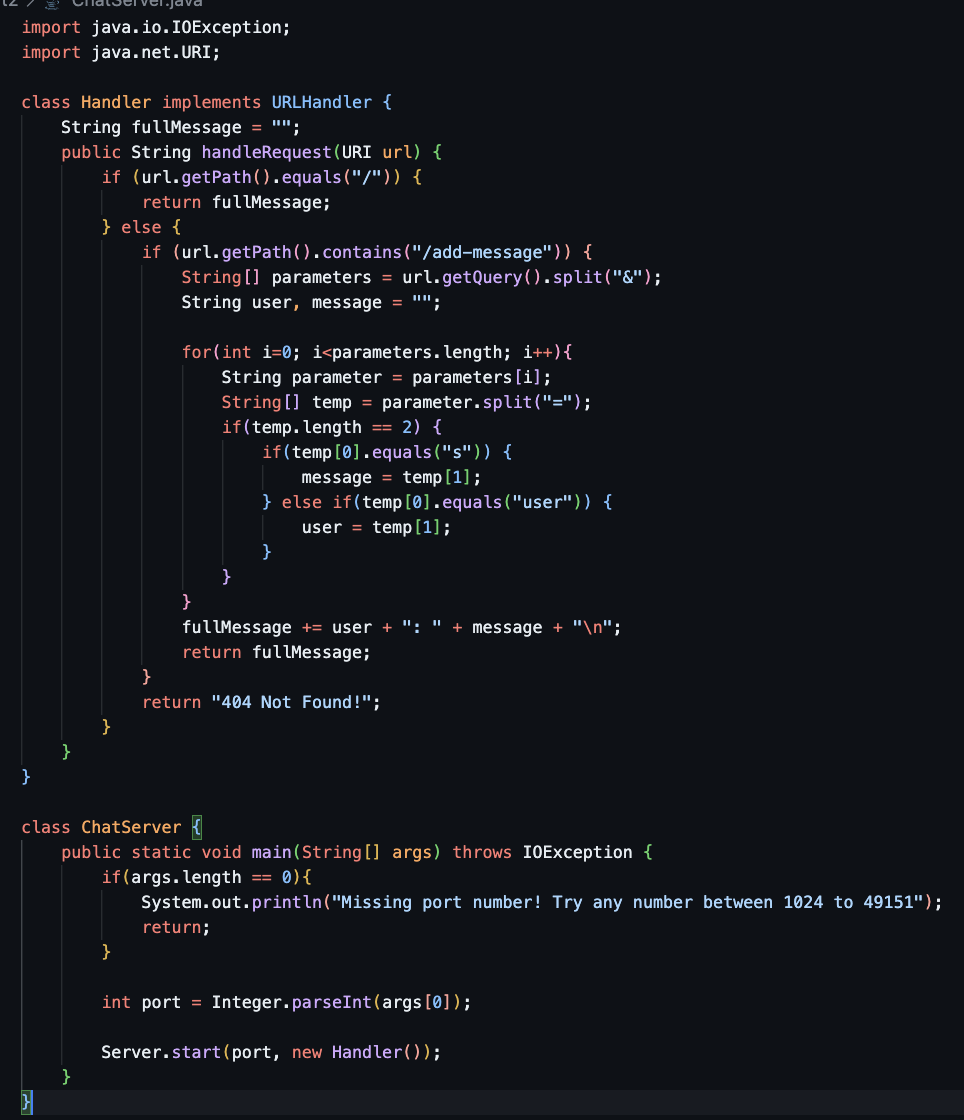 t2 > ChatServer.java
import java.io.IOException;
import java.net.URI;

class Handler implements URLHandler {
    String fullMessage = "";
    public String handleRequest(URI url) {
        if (url.getPath().equals("/")) {
            return fullMessage;
        } else {
            if (url.getPath().contains("/add-message")) {
                String[] parameters = url.getQuery().split("&");
                String user, message = "";

                for(int i=0; i<parameters.length; i++){
                    String parameter = parameters[i];
                    String[] temp = parameter.split("=");
                    if(temp.length == 2) {
                        if(temp[0].equals("s")) {
                            message = temp[1];
                        } else if(temp[0].equals("user")) {
                            user = temp[1];
                        }
                    }
                }
                fullMessage += user + ": " + message + "\n";
                return fullMessage;
            }
            return "404 Not Found!";
        }
    }
}

class ChatServer {
    public static void main(String[] args) throws IOException {
        if(args.length == 0){
            System.out.println("Missing port number! Try any number between 1024 to 49151");
            return;
        }

        int port = Integer.parseInt(args[0]);

        Server.start(port, new Handler());
    }
}